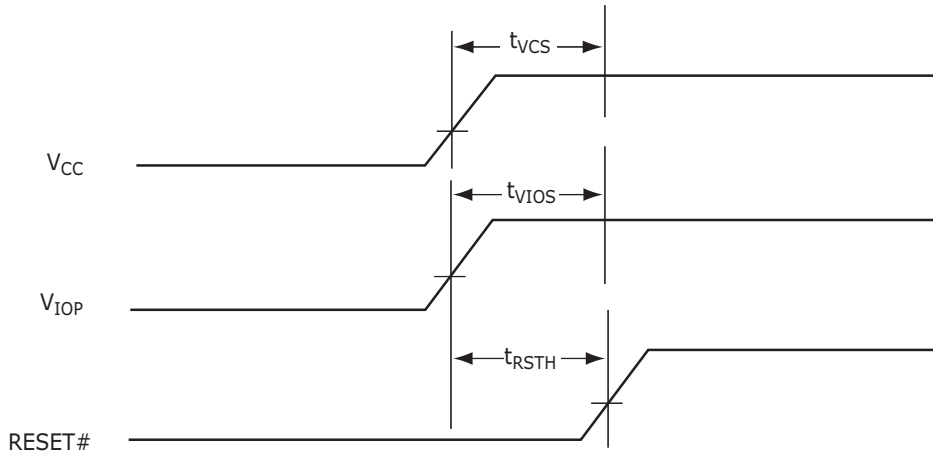 tVCS
VCC
tVIOS
VIOP
tRSTH
RESET#